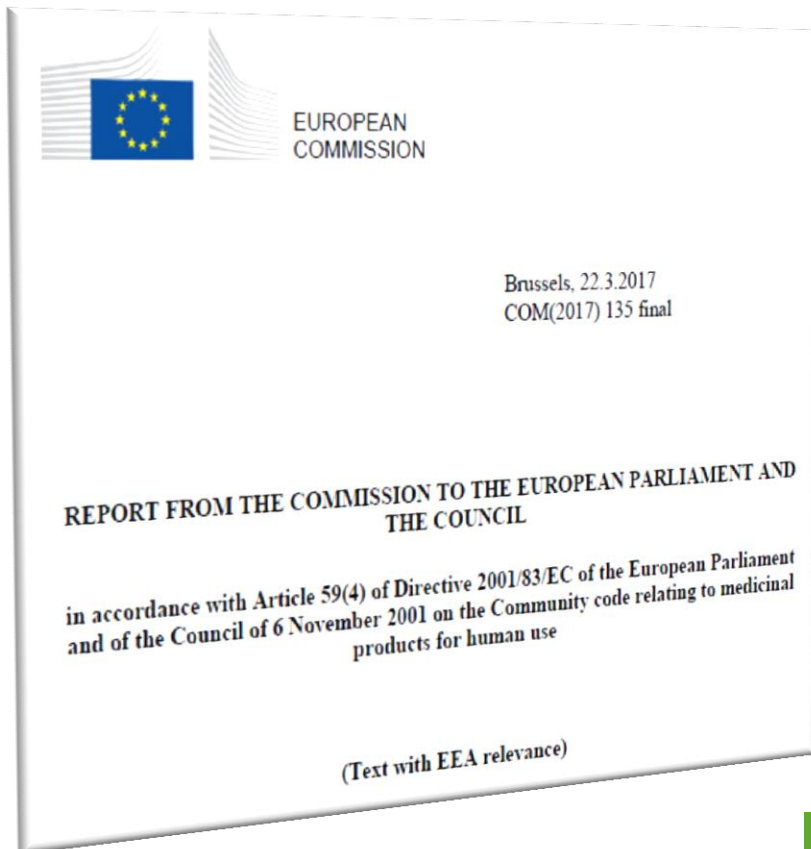 EUROPEAN
COMMISSION
Brussels, 22.3.2017
COM(2017) 135 final
REPORT FROM THE COMMISSION TO THE EUROPEAN PARLIAMENT AND
THE COUNCIL
in accordance with Article 59(4) of Directive 2001/83/EC of the European Parliament
and of the Council of 6 November 2001 on the Community code relating to medicinal
products for human use
(Text with EEA relevance)